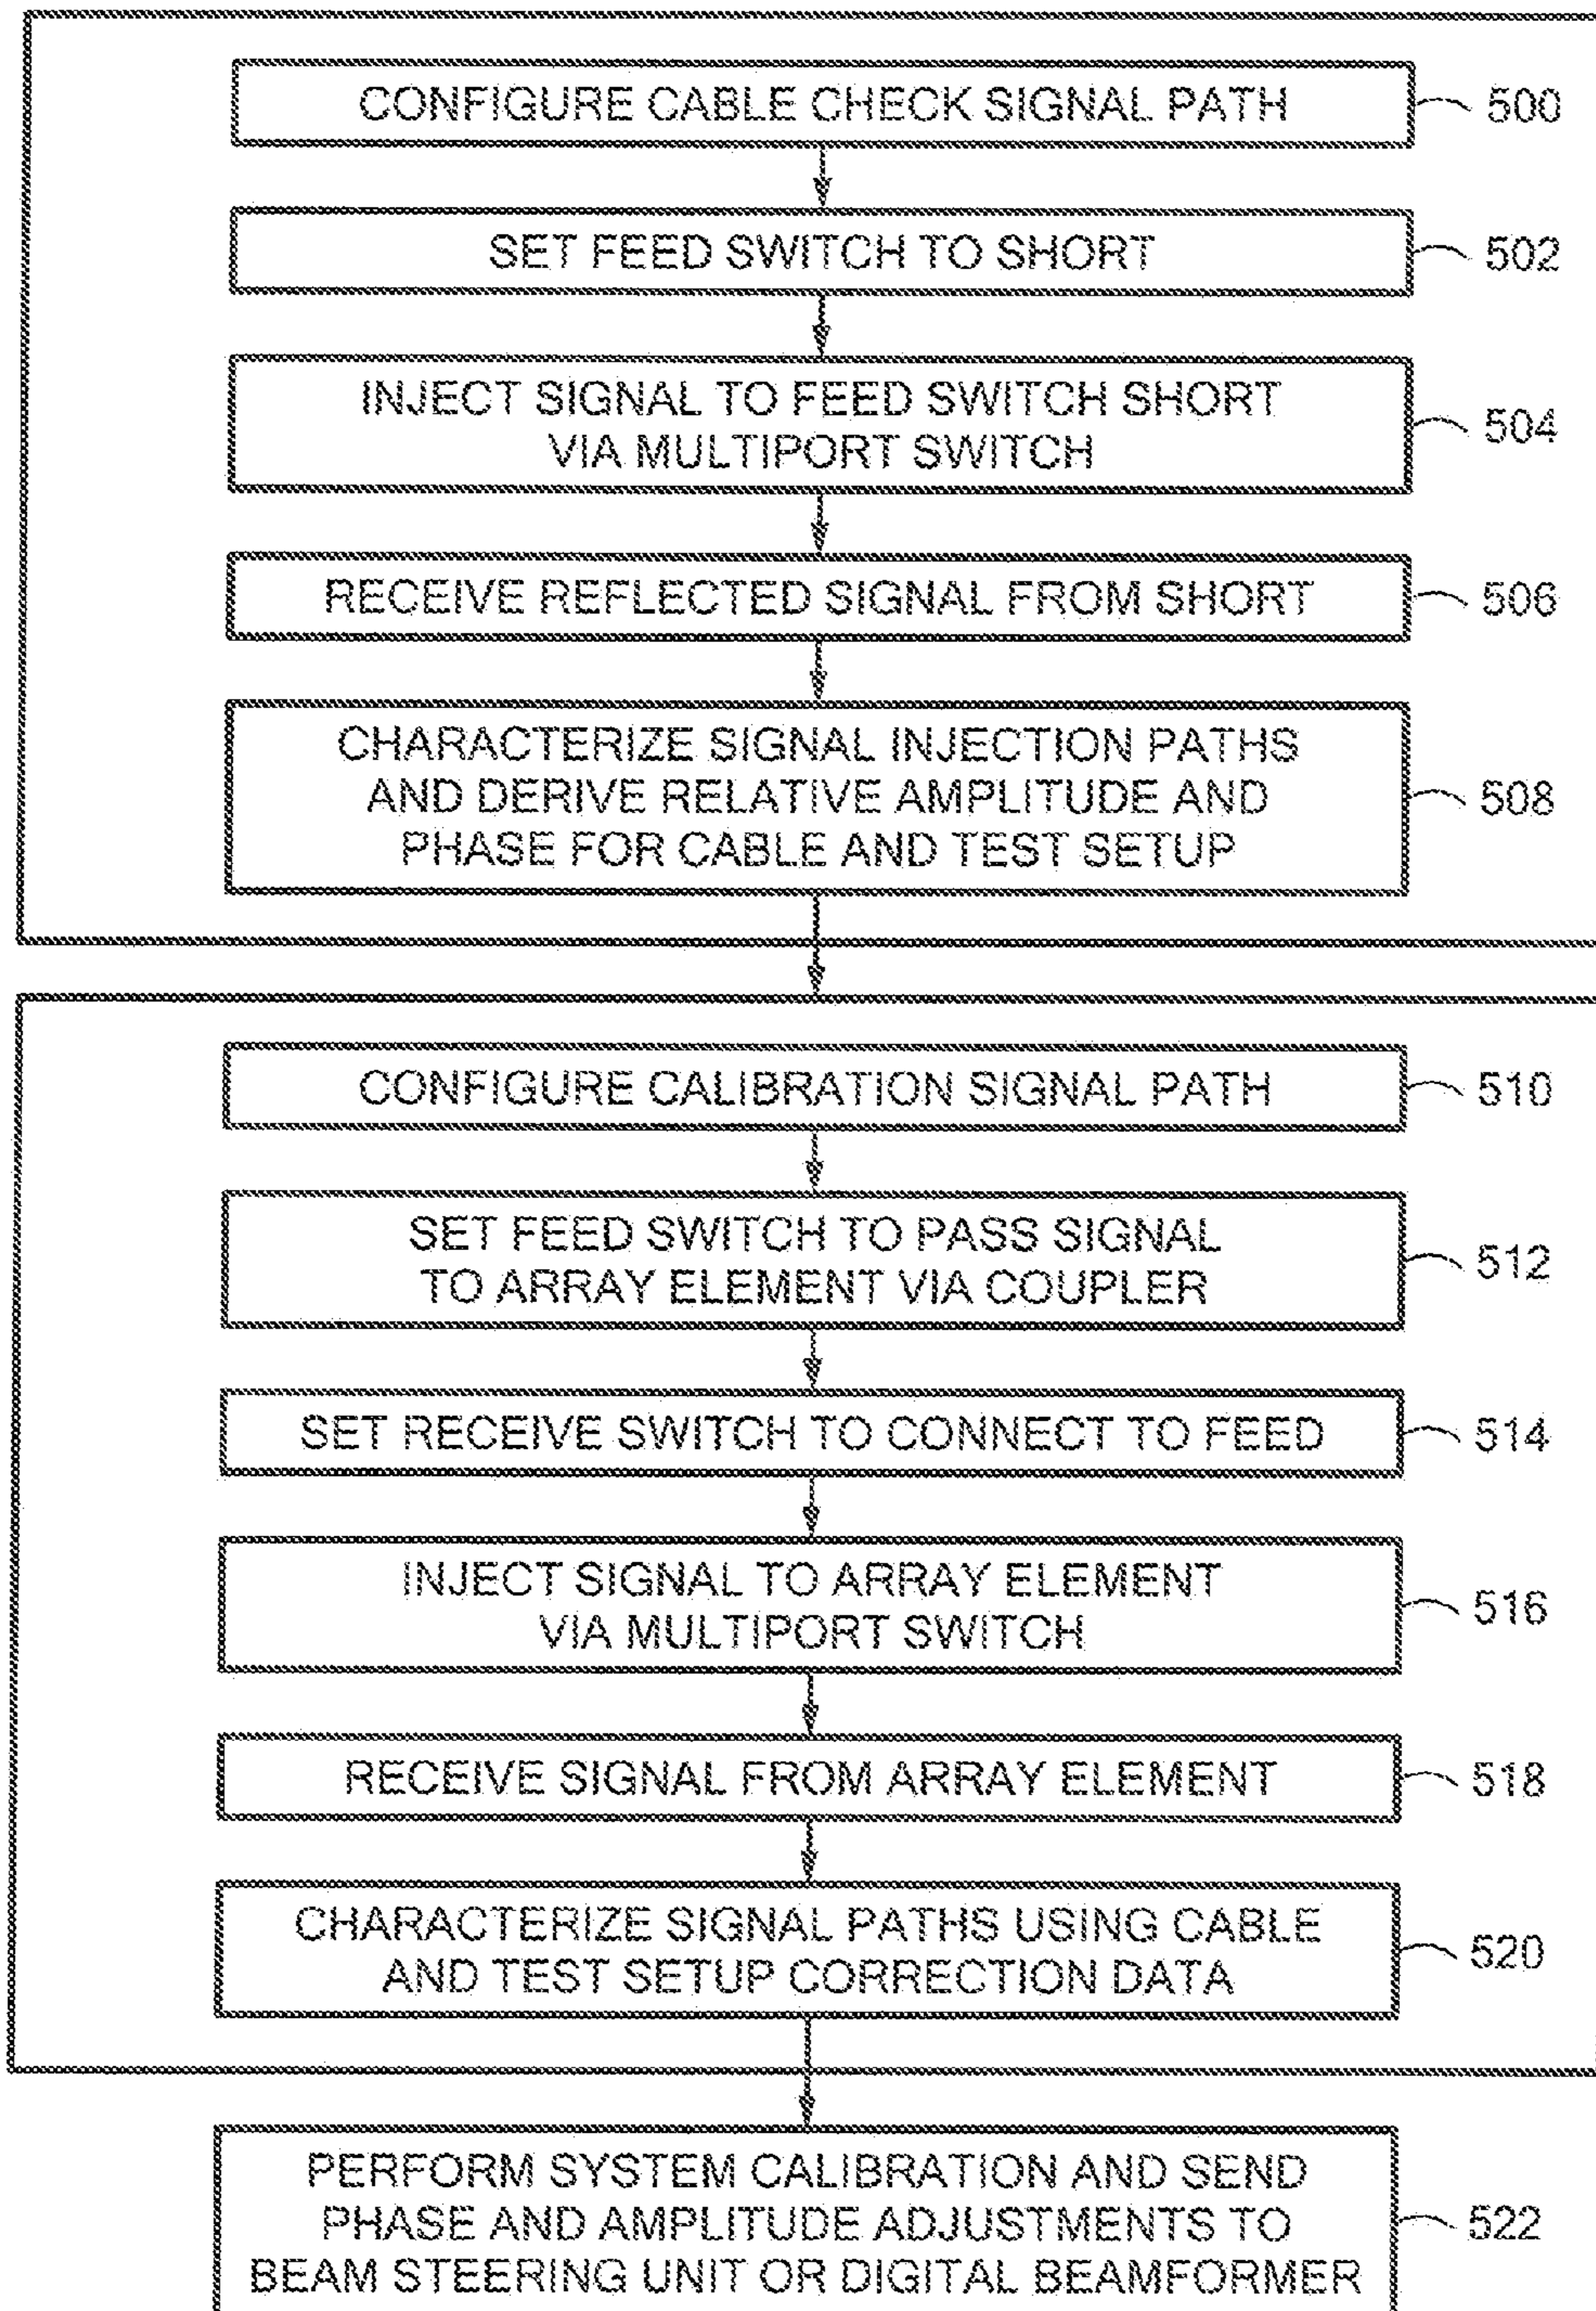 CONFIGURE CABLE CHECK SIGNAL PATH
500
SET FEED SWITCH TO SHORT
502
INJECT SIGNAL TO FEED SWITCH SHORT
VIA MULTIPORT SWITCH
504
RECEIVE REFLECTED SIGNAL FROM SHORT
506
CHARACTERIZE SIGNAL INJECTION PATHS
AND DERIVE RELATIVE AMPLITUDE AND
PHASE FOR CABLE AND TEST SETUP
508
CONFIGURE CALIBRATION SIGNAL PATH
510
SET FEED SWITCH TO PASS SIGNAL
TO ARRAY ELEMENT VIA COUPLER
512
SET RECEIVE SWITCH TO CONNECT TO FEED
514
INJECT SIGNAL TO ARRAY ELEMENT
VIA MULTIPORT SWITCH
516
RECEIVE SIGNAL FROM ARRAY ELEMENT
518
CHARACTERIZE SIGNAL PATHS USING CABLE
AND TEST SETUP CORRECTION DATA
520
PERFORM SYSTEM CALIBRATION AND SEND
PHASE AND AMPLITUDE ADJUSTMENTS TO
BEAM STEERING UNIT OR DIGITAL BEAMFORMER
522